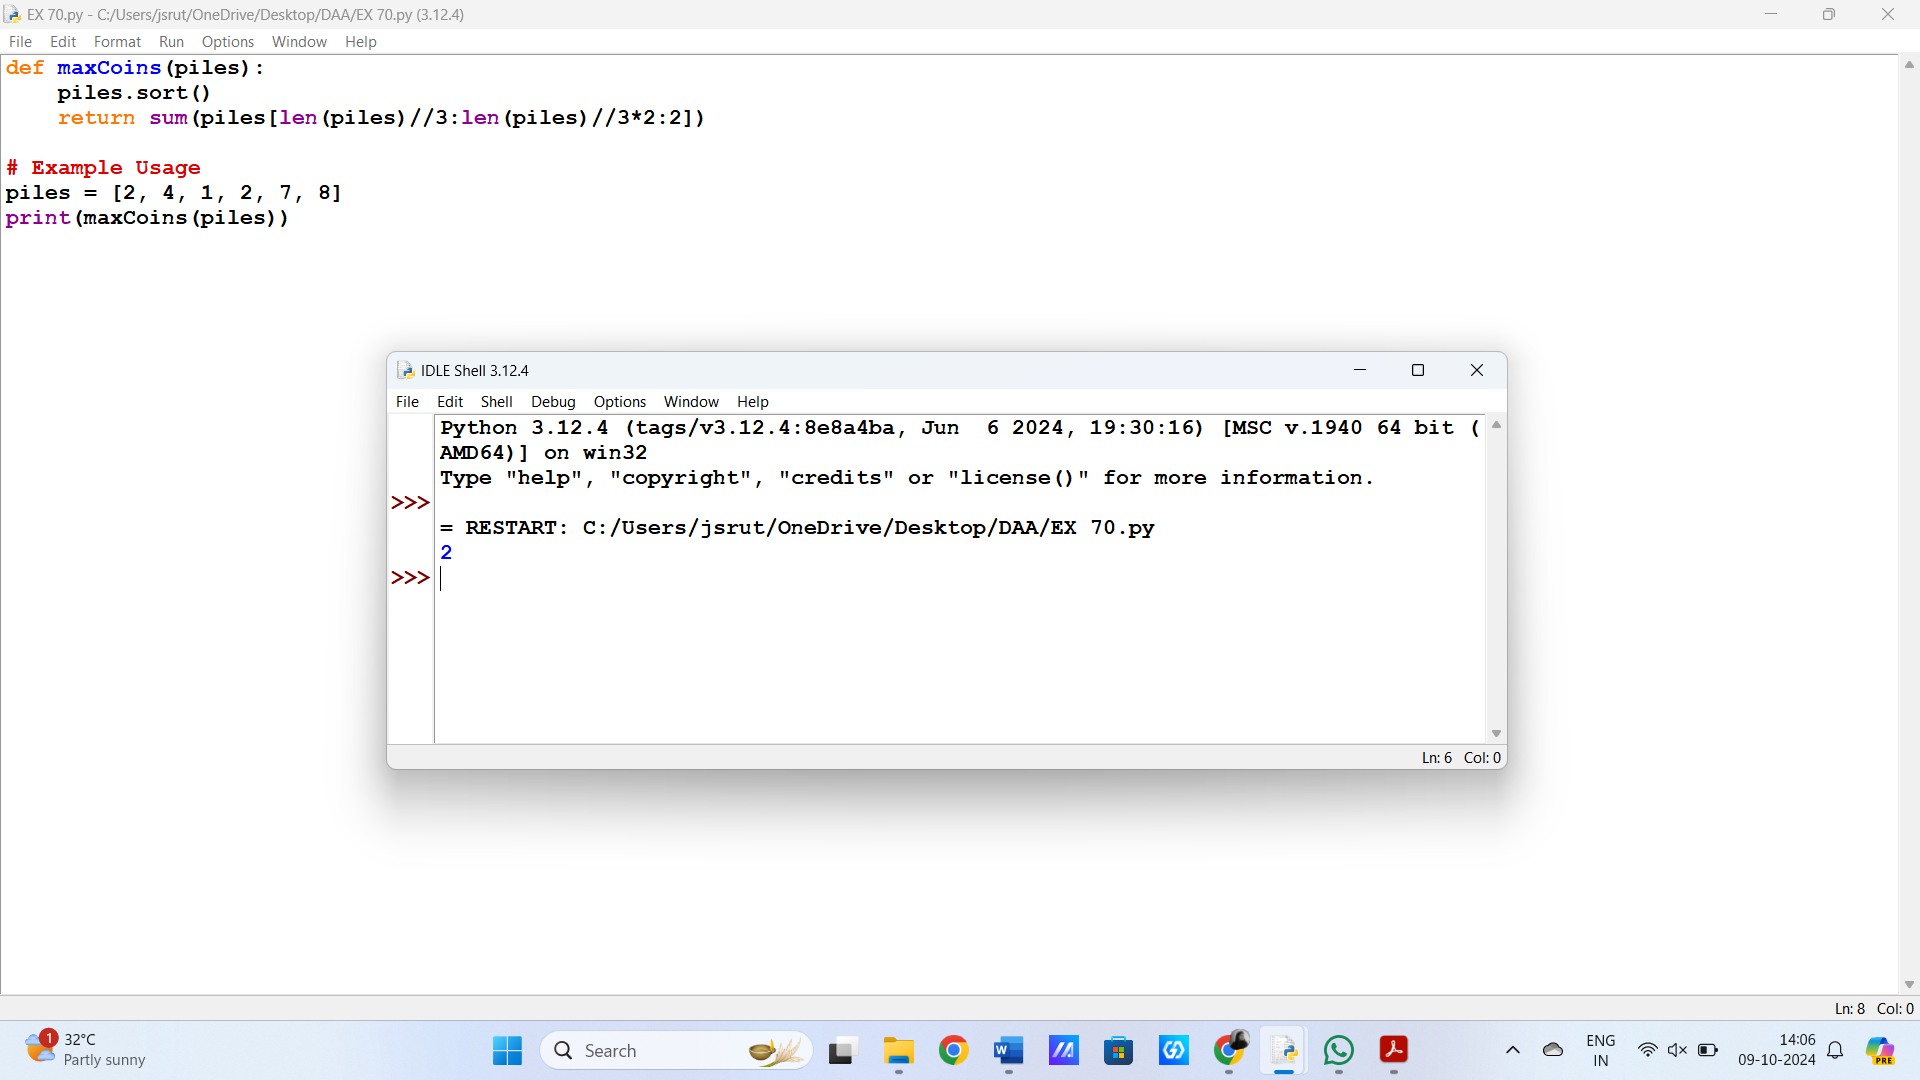 EX 70.py - C:/Users/jsrut/OneDrive/Desktop/DAA/EX 70.py (3.12.4)
File Edit Format Run Options Window Help
def maxCoins(piles):
    piles.sort()
    return sum(piles[len(piles)//3:len(piles)//3*2:2])
# Example Usage
piles = [2, 4, 1, 2, 7, 8]
print(maxCoins(piles))
IDLE Shell 3.12.4
File Edit Shell Debug Options Window Help
Python 3.12.4 (tags/v3.12.4:8e8a4ba, Jun  6 2024, 19:30:16) [MSC v.1940 64 bit (
AMD64)] on win32
Type "help", "copyright", "credits" or "license()" for more information.
>>>
= RESTART: C:/Users/jsrut/OneDrive/Desktop/DAA/EX 70.py
2
>>>
Ln: 6 Col: 0
Ln: 8 Col: 0
1
32°C
Partly sunny
Search
W
ENG
IN
14:06
09-10-2024
PRE